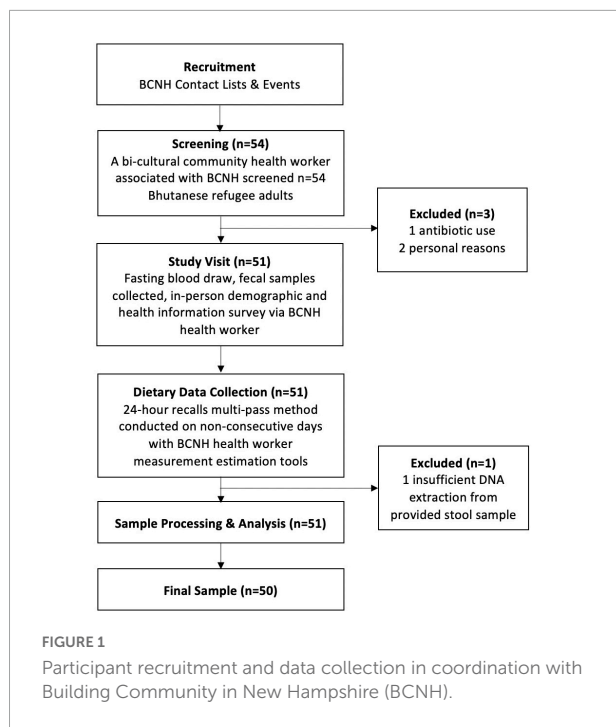 Recruitment
BCNH Contact Lists & Events
Screening (n=54)
A bi-cultural community health worker
associated with BCNH screened n=54
Bhutanese refugee adults
Excluded (n=3)
1 antibiotic use
2 personal reasons
Study Visit (n=51)
Fasting blood draw, fecal samples
collected, in-person demographic and
health information survey via BCNH
health worker
Dietary Data Collection (n=51)
24-hour recalls multi-pass method
conducted on non-consecutive days
with BCNH health worker
measurement estimation tools
Excluded (n=1)
1 insufficient DNA
extraction from
provided stool sample
Sample Processing & Analysis (n=51)
Final Sample (n=50)
FIGURE 1
Participant recruitment and data collection in coordination with
Building Community in New Hampshire (BCNH).